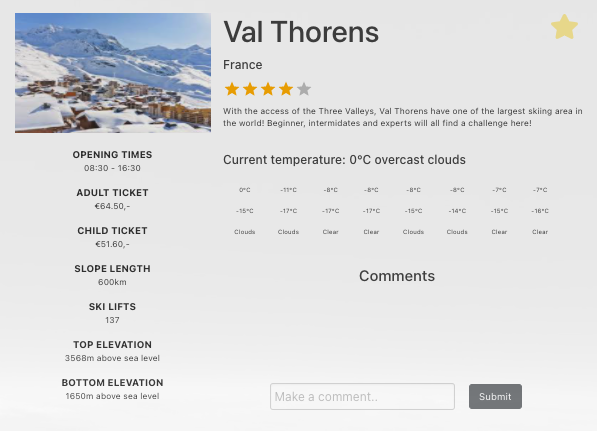 Val Thorens
France
With the access of the Three Valleys, Val Thorens have one of the largest skiing area in
the world! Beginner, intermidates and experts will all find a challenge here!
OPENING TIMES
08:30 - 16:30
ADULT TICKET
€64.50,-
CHILD TICKET
€51.60,-
SLOPE LENGTH
600km
SKI LIFTS
137
TOP ELEVATION
3568m above sea level
BOTTOM ELEVATION
1650m above sea level
Current temperature: 0°C overcast clouds
0°C -11°C -8°C -8°C -8°C -8°C -7°C -7°C
-15°C -17°C -17°C -17°C -15°C -14°C -15°C -16°C
Clouds Clouds Clear Clear Clouds Clouds Clear Clear
Comments
Make a comment..
Submit